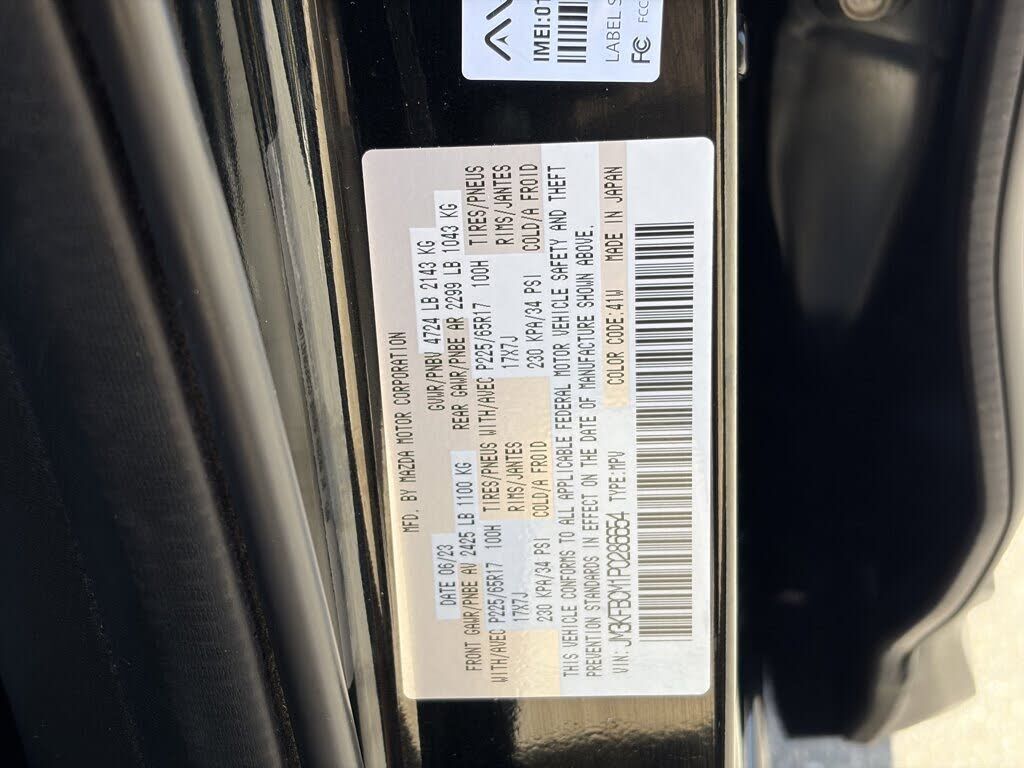 MFD. BY MAZDA MOTOR CORPORATION
DATE 06/23 GVWR/PNBV 4724 LB 2143 KG
FRONT GAWR/PNBE AV 2425 LB 1100 KG REAR GAWR/PNBE AR 2299 LB 1043 KG
WITH/AVEC P225/65R17 100H TIRES/PNEUS WITH/AVEC P225/65R17 100H TIRES/PNEUS
17X7J RIMS/JANTES 17X7J RIMS/JANTES
230 KPA/34 PSI COLD/A FROID 230 KPA/34 PSI COLD/A FROID
THIS VEHICLE CONFORMS TO ALL APPLICABLE FEDERAL MOTOR VEHICLE SAFETY AND THEFT
PREVENTION STANDARDS IN EFFECT ON THE DATE OF MANUFACTURE SHOWN ABOVE.
VIN: TYPE:MPV COLOR CODE:41W MADE IN JAPAN
IMEI:01
LABEL S
FC FCC